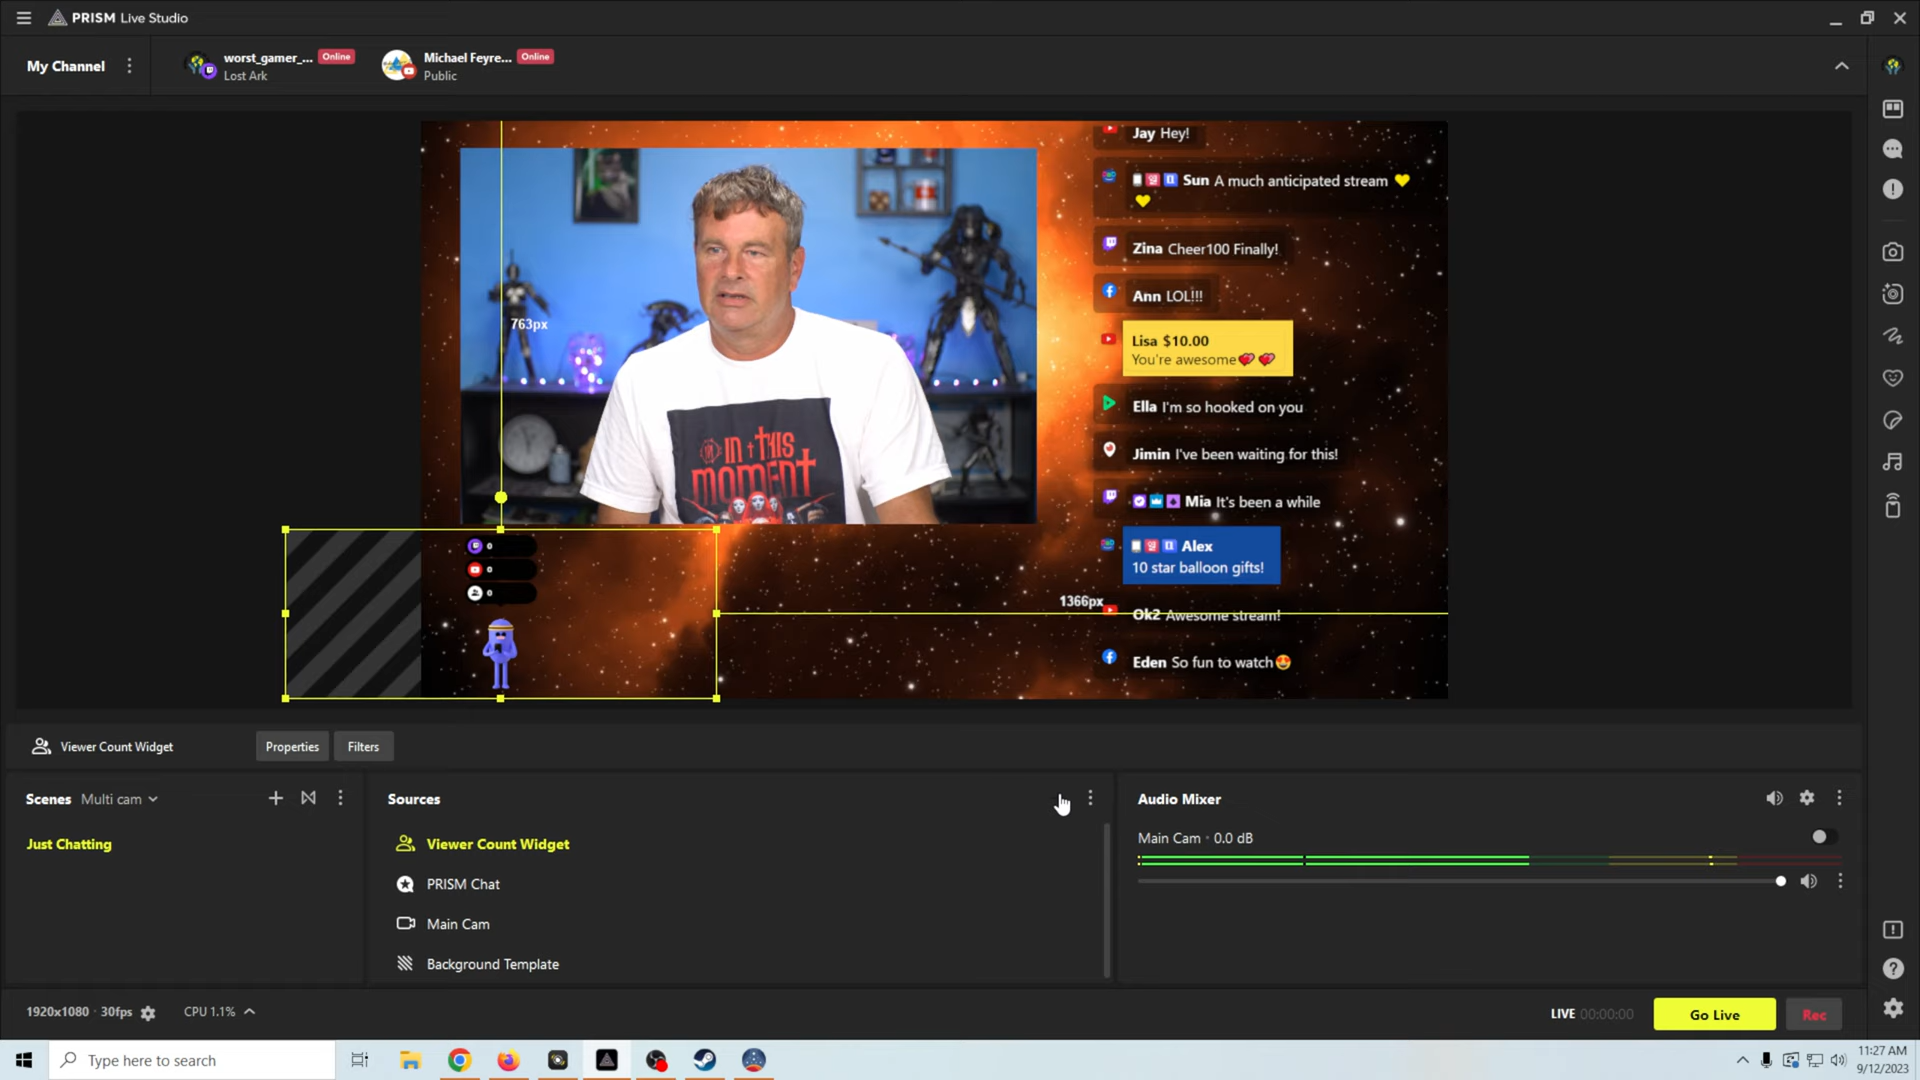 PRISM Live Studio
My Channel
worst_gamer_... Online
Lost Ark
Michael Feyre... Online
Public
Jay Hey!
Sun A much anticipated stream
Zina Cheer100 Finally!
Ann LOL!!!
763px
Lisa $10.00
You're awesome
Ella I'm so hooked on you
IN THIS
MOMENT
Jimin I've been waiting for this!
Mia It's been a while
Alex
10 star balloon gifts!
0
0
0
1366px
Ok2 Awesome stream!
Eden So fun to watch
Viewer Count Widget
Properties
Filters
Scenes Multi cam
Sources
Audio Mixer
Just Chatting
Viewer Count Widget
PRISM Chat
Main Cam
Background Template
Main Cam · 0.0 dB
1920x1080 · 30fps
CPU 1.1%
LIVE 00:00:00
Go Live
Rec
Type here to search
11:27 AM
9/12/2023